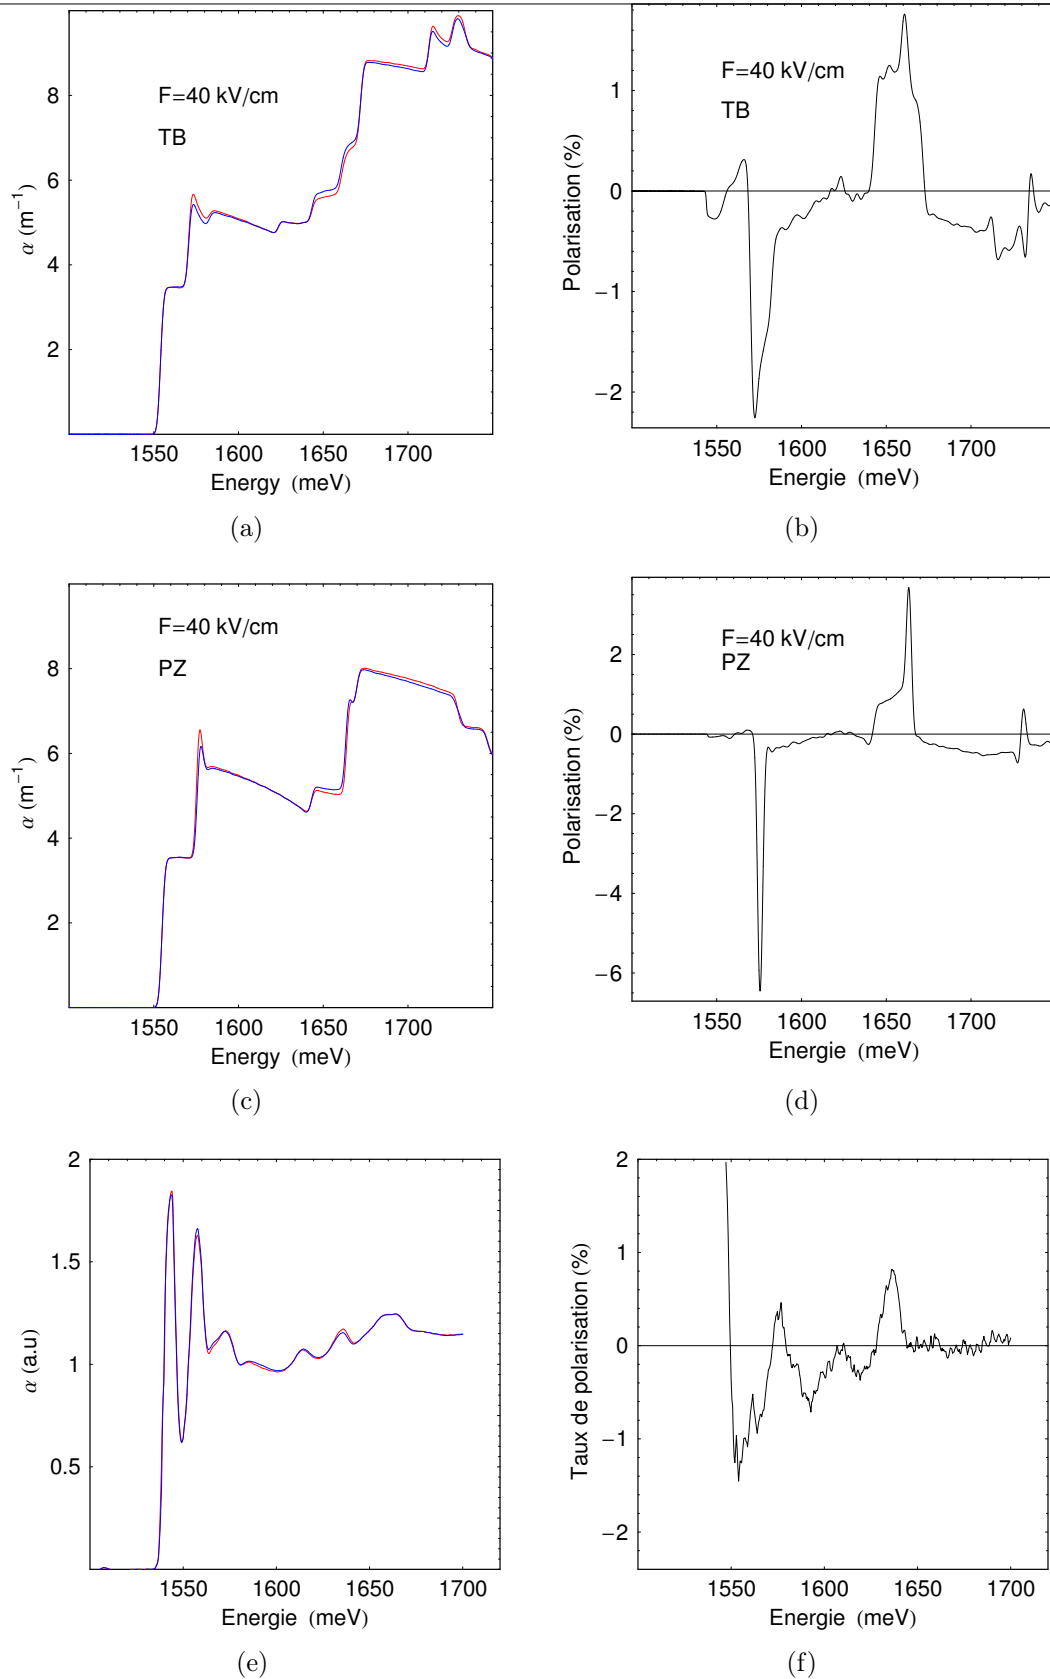 8
6
4
2
F=40 kV/cm
TB
α (m−1)
1550 1600 1650 1700
Energy (meV)
(a)
1
0
−1
−2
F=40 kV/cm
TB
Polarisation (%)
1550 1600 1650 1700
Energie (meV)
(b)
8
6
4
2
F=40 kV/cm
PZ
α (m−1)
1550 1600 1650 1700
Energy (meV)
(c)
2
0
−2
−4
−6
F=40 kV/cm
PZ
Polarisation (%)
1550 1600 1650 1700
Energie (meV)
(d)
2
1.5
1
0.5
α (a.u)
1550 1600 1650 1700
Energie (meV)
(e)
2
1
0
−1
−2
Taux de polarisation (%)
1550 1600 1650 1700
Energie (meV)
(f)